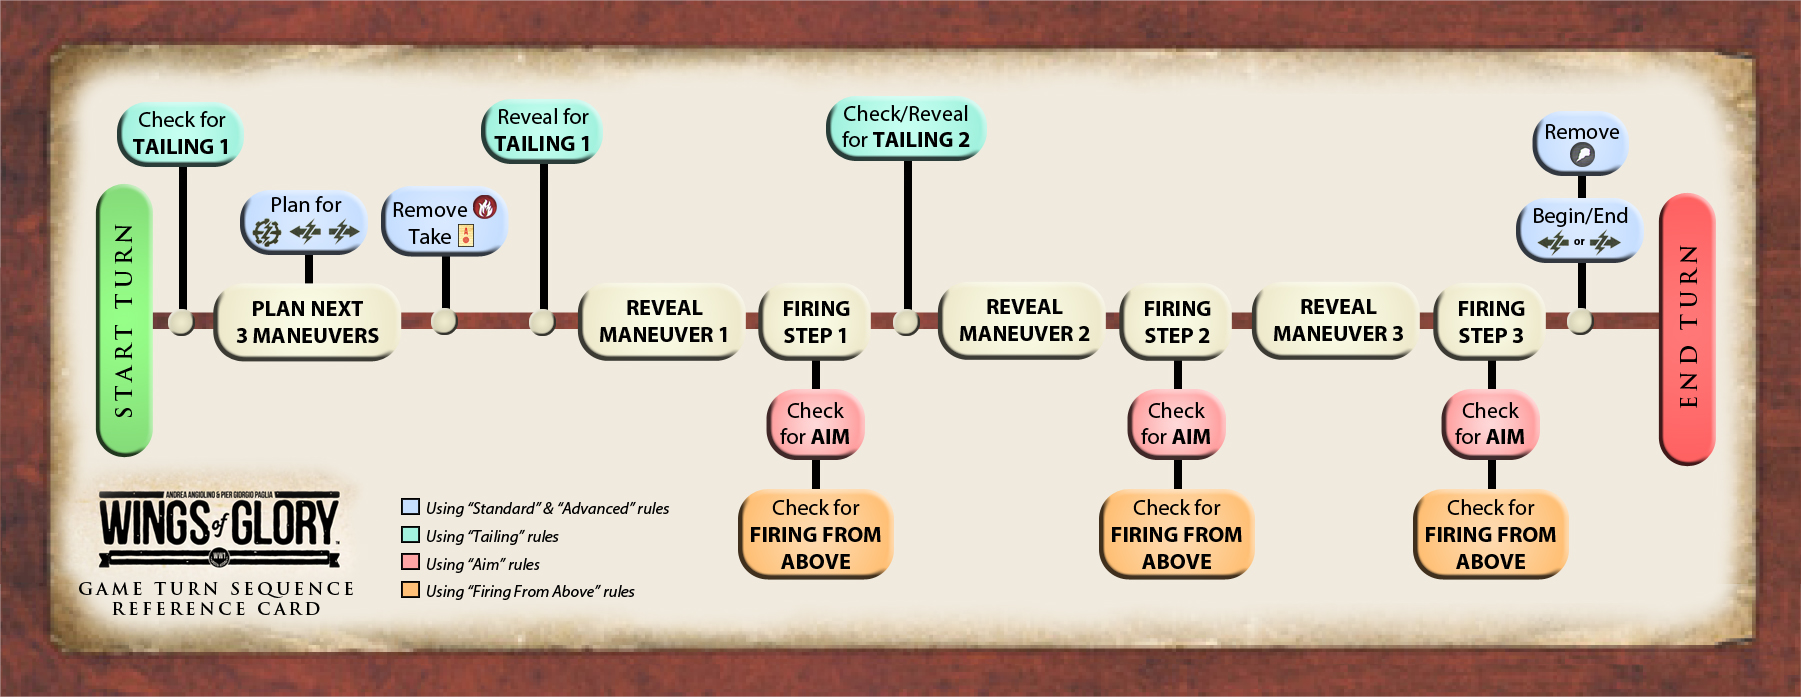 Check for
TAILING 1
Reveal for
TAILING 1
Check/Reveal
for TAILING 2
Remove
Plan for
Remove
Take
Begin/End
or
START TURN
PLAN NEXT
3 MANEUVERS
REVEAL
MANEUVER 1
FIRING
STEP 1
REVEAL
MANEUVER 2
FIRING
STEP 2
REVEAL
MANEUVER 3
FIRING
STEP 3
END TURN
Check
for AIM
Check
for AIM
Check
for AIM
Check for
FIRING FROM
ABOVE
Check for
FIRING FROM
ABOVE
Check for
FIRING FROM
ABOVE
ANDREA ANGIOLINO & PIER GIORGIO PAGLIA
WINGS of GLORY
WW1
GAME TURN SEQUENCE
REFERENCE CARD
Using “Standard” & “Advanced” rules
Using “Tailing” rules
Using “Aim” rules
Using “Firing From Above” rules